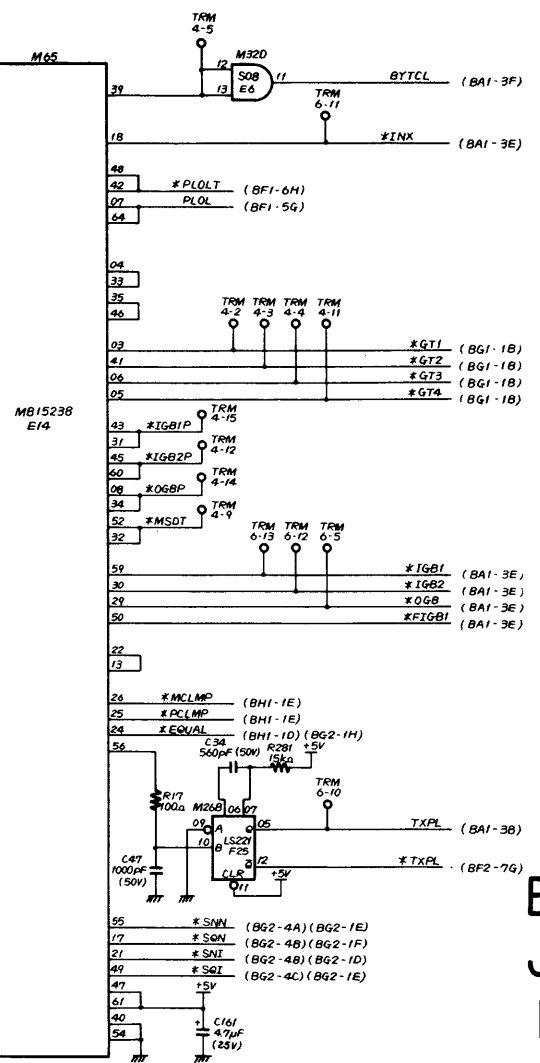 TRM
4-5
M65
M32D
12
S08
11
BYTCL
(BA1-3F)
39
13
E6
TRM
6-11
18
*INX
(BA1-3E)
48
42
*PLOLT
(BF1-6H)
07
PLOL
(BF1-5G)
64
04
33
35
46
TRM
4-2
TRM
4-3
TRM
4-4
TRM
4-11
03
*GT1
(BG1-1B)
41
*GT2
(BG1-1B)
06
*GT3
(BG1-1B)
05
*GT4
(BG1-1B)
MB15238
E14
43
*IGB1P
TRM
4-15
31
45
*IGB2P
TRM
4-12
60
08
*OGBP
TRM
4-14
34
52
*MSDT
TRM
4-9
32
TRM
6-13
TRM
6-12
TRM
6-5
59
*IGB1
(BA1-3E)
30
*IGB2
(BA1-3E)
29
*OGB
(BA1-3E)
50
*FIGB1
(BA1-3E)
22
13
26
*MCLMP
(BH1-1E)
25
*PCLMP
(BH1-1E)
24
*EQUAL
(BH1-1D)(BG2-1H)
56
C34
560pF(50V)
R281
15kΩ
+5V
R17
100Ω
M26B
06
07
TRM
6-10
09
A
Q
05
TXPL
(BA1-3B)
10
B
LS221
F25
Q
12
*TXPL
(BF2-7G)
CLR
11
+5V
C47
1000pF
(50V)
55
*SNN
(BG2-4A)(BG2-1E)
17
*SQN
(BG2-4B)(BG2-1F)
21
*SNI
(BG2-4B)(BG2-1D)
49
*SQI
(BG2-4C)(BG2-1E)
47
+5V
61
40
+
C161
4.7µF
(25V)
54